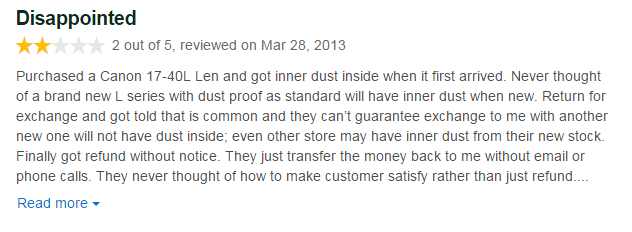 Disappointed
2 out of 5, reviewed on Mar 28, 2013
Purchased a Canon 17-40L Len and got inner dust inside when it first arrived. Never thought
of a brand new L series with dust proof as standard will have inner dust when new. Return for
exchange and got told that is common and they can't guarantee exchange to me with another
new one will not have dust inside; even other store may have inner dust from their new stock.
Finally got refund without notice. They just transfer the money back to me without email or
phone calls. They never thought of how to make customer satisfy rather than just refund....
Read more